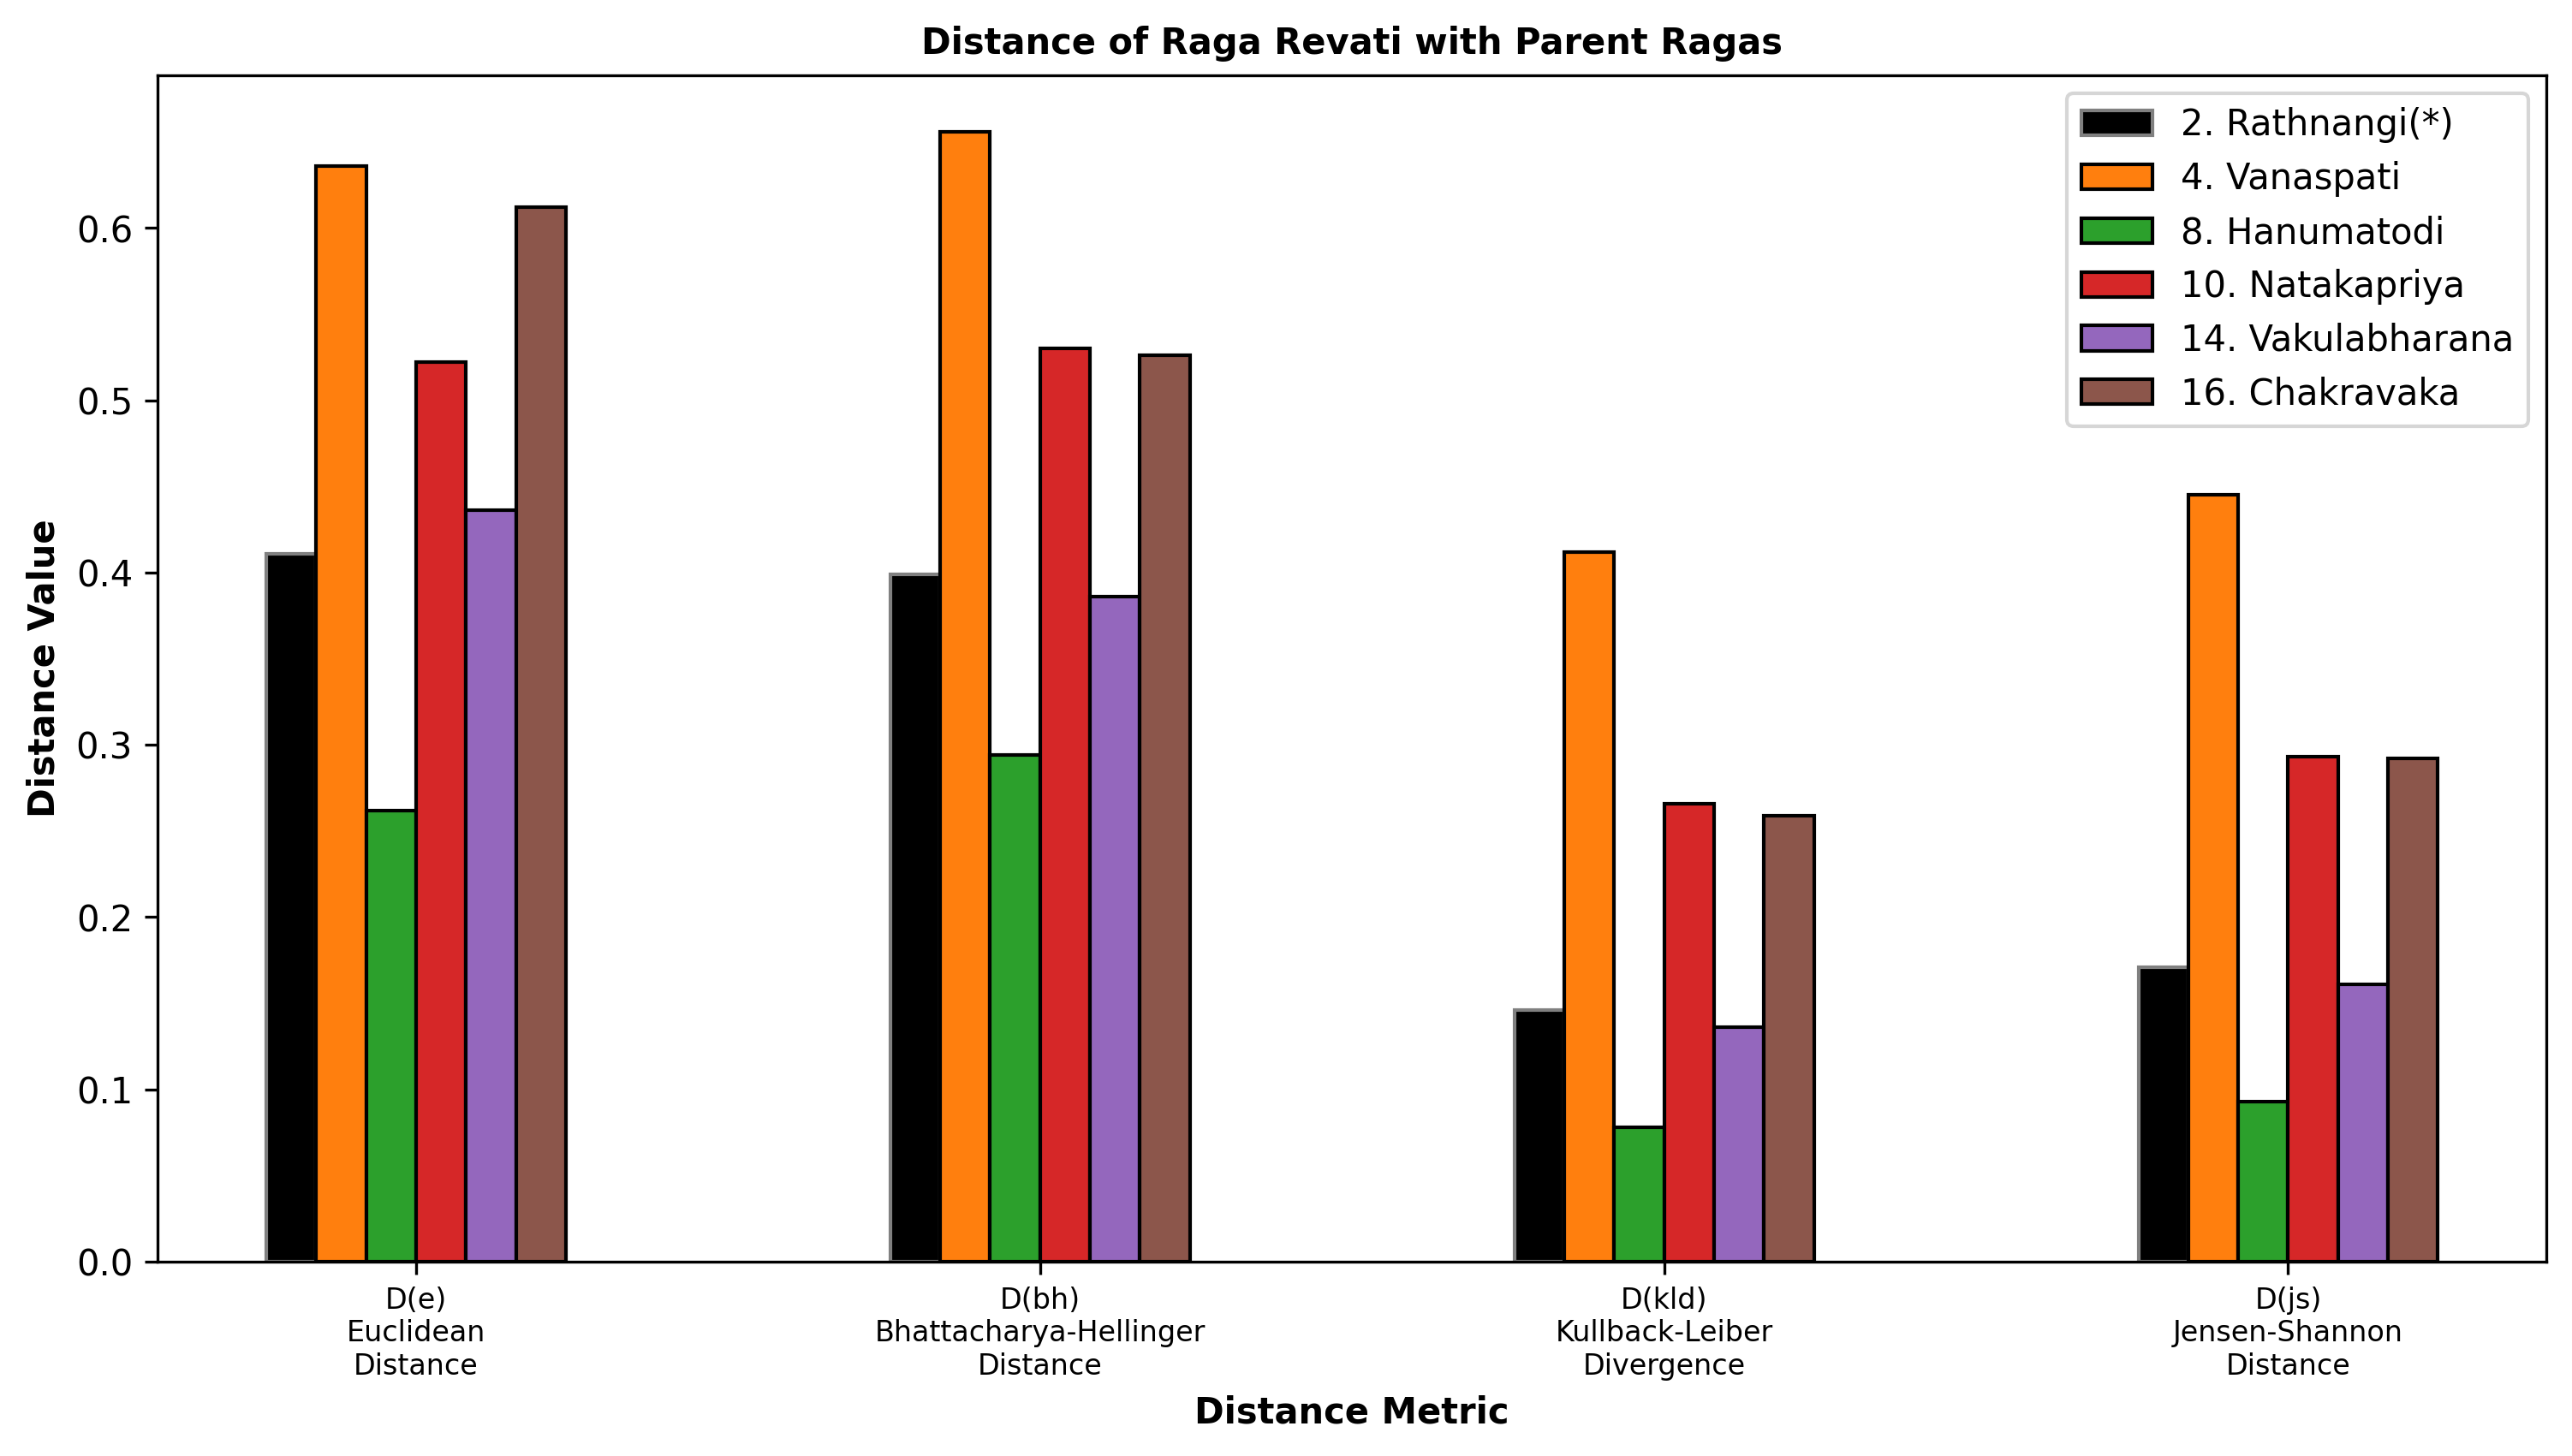 Distance of Raga Revati with Parent Ragas
2. Rathnangi(*)
4. Vanaspati
8. Hanumatodi
10. Natakapriya
14. Vakulabharana
16. Chakravaka
Distance Value
0.6
0.5
0.4
0.3
0.2
0.1
0.0
D(e)
Euclidean
Distance
D(bh)
Bhattacharya-Hellinger
Distance
D(kld)
Kullback-Leiber
Divergence
D(js)
Jensen-Shannon
Distance
Distance Metric